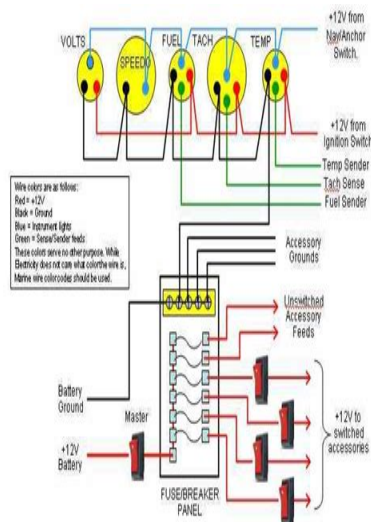 VOLTS
SPEEDO
FUEL
TACH
TEMP
+12V from
Nav/Anchor
Switch.
+12V from
Ignition Switch
Temp Sender
Tach Sense
Fuel Sender
Wire colors are as follows:
Red = +12V
Black = Ground
Blue = Instrument lights
Green = Sense/Sender feeds
These colors serve no other purpose. While
Electricity does not care what color the wire is,
Marine wire colorcodes should be used.
Accessory
Grounds
Unswitched
Accessory
Feeds
Battery
Ground
Master
+12V
Battery
+12V to
switched
accessories
FUSE/BREAKER
PANEL